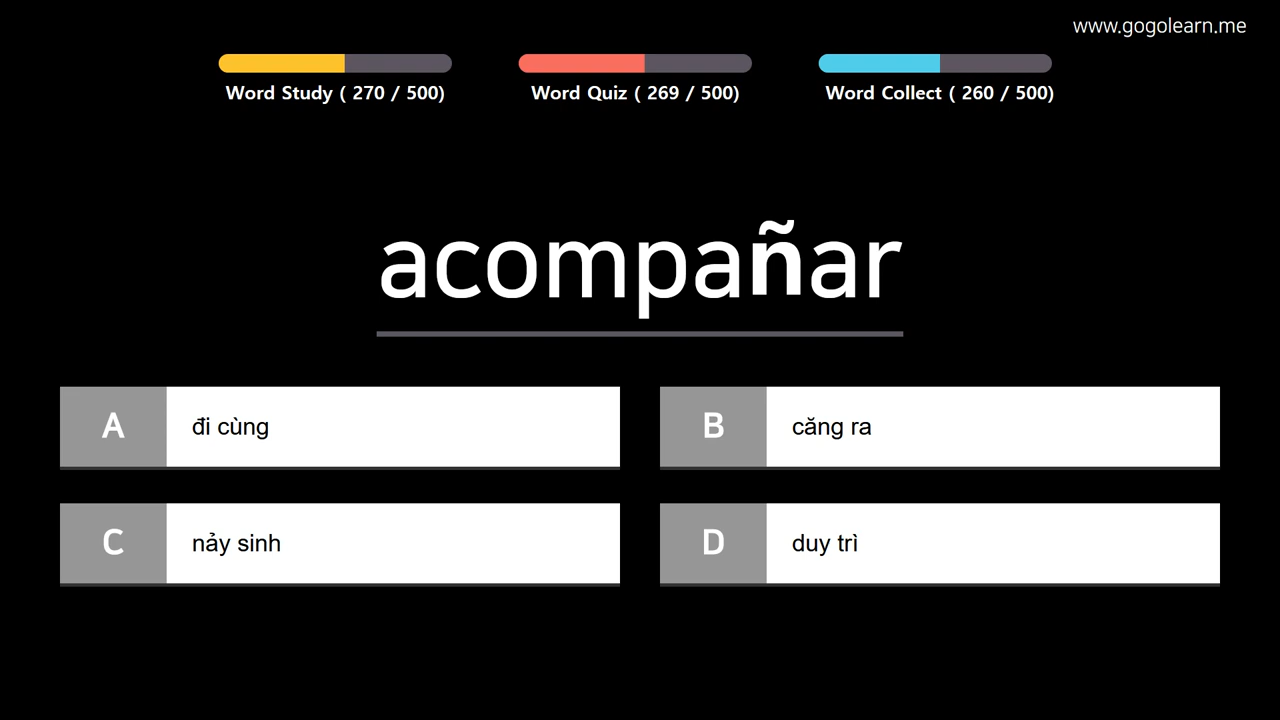 www.gogolearn.me
Word Study ( 270 / 500)
Word Quiz ( 269 / 500)
Word Collect ( 260 / 500)
acompañar
A
đi cùng
B
căng ra
C
nảy sinh
D
duy trì